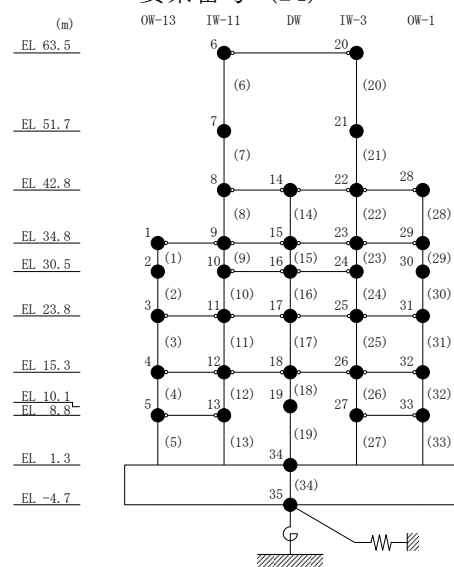 (m) OW-13 IW-11 DW IW-3 OW-1
EL 63.5 6 20
(6) (20)
EL 51.7 7 21
(7) (21)
EL 42.8 8 14 22 28
(8) (14) (22) (28)
EL 34.8 1 9 15 23 29
(1) (9) (15) (23) (29)
EL 30.5 2 10 16 24 30
(2) (10) (16) (24) (30)
EL 23.8 3 11 17 25 31
(3) (11) (17) (25) (31)
EL 15.3 4 12 18 26 32
(4) (12) (18) (26) (32)
EL 10.1 19
EL 8.8 5 13 27 33
(5) (13) (19) (27) (33)
EL 1.3 34
(34)
EL -4.7 35